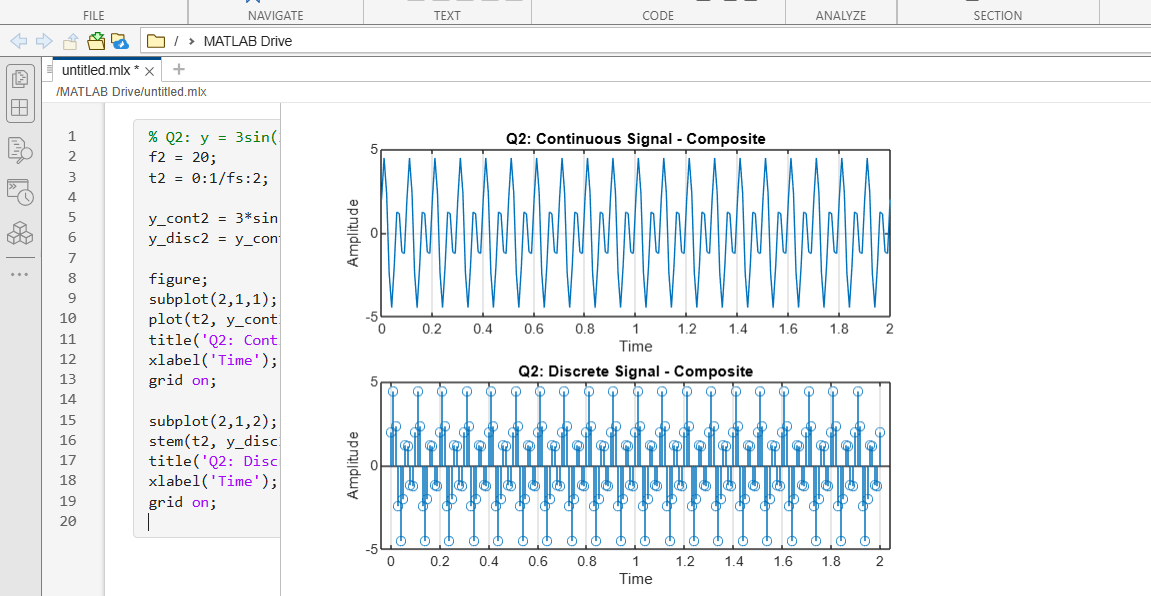 FILE NAVIGATE TEXT CODE ANALYZE SECTION
/ › MATLAB Drive
untitled.mlx * × +
/MATLAB Drive/untitled.mlx
1 % Q2: y = 3sin(
2 f2 = 20;
3 t2 = 0:1/fs:2;
4
5 y_cont2 = 3*sin
6 y_disc2 = y_con
7
8 figure;
9 subplot(2,1,1);
10 plot(t2, y_cont
11 title('Q2: Cont
12 xlabel('Time');
13 grid on;
14
15 subplot(2,1,2);
16 stem(t2, y_disc
17 title('Q2: Disc
18 xlabel('Time');
19 grid on;
20
Q2: Continuous Signal - Composite
Amplitude
5
0
-5
0 0.2 0.4 0.6 0.8 1 1.2 1.4 1.6 1.8 2
Time
Q2: Discrete Signal - Composite
Amplitude
5
0
-5
0 0.2 0.4 0.6 0.8 1 1.2 1.4 1.6 1.8 2
Time